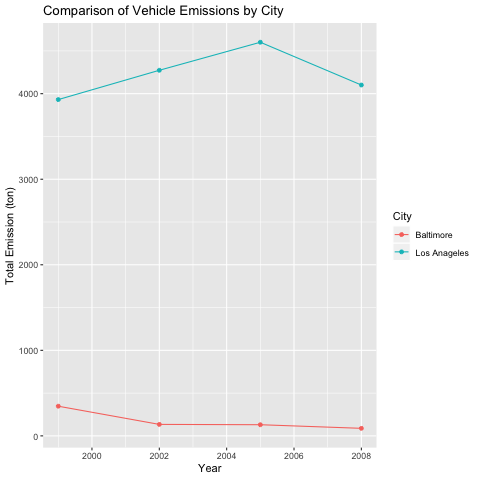 Comparison of Vehicle Emissions by City
4000
3000
2000
1000
0
Total Emission (ton)
2000 2002 2004 2006 2008
Year
City
Baltimore
Los Anageles